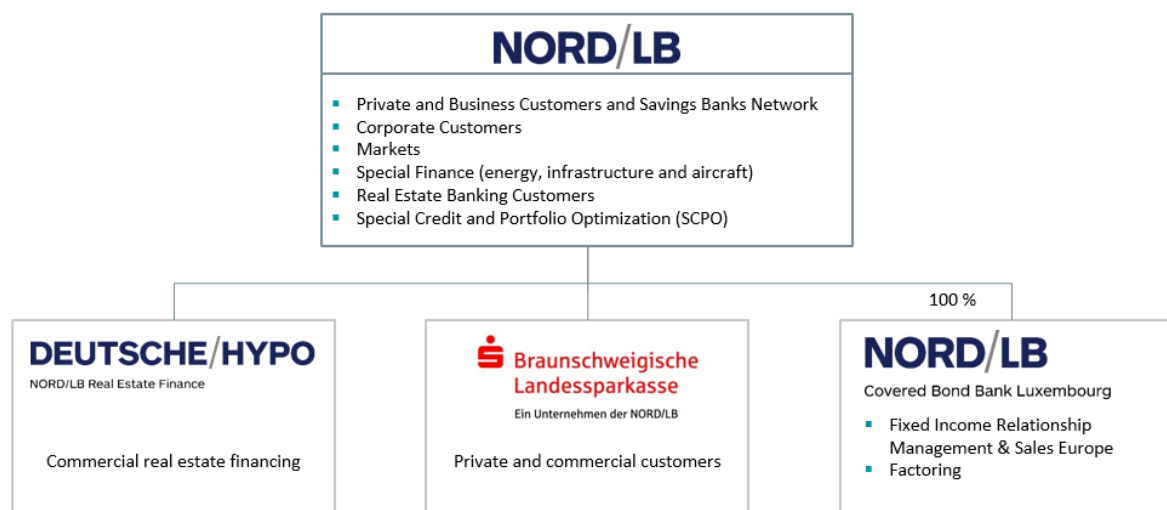 NORD/LB
Private and Business Customers and Savings Banks Network
Corporate Customers
Markets
Special Finance (energy, infrastructure and aircraft)
Real Estate Banking Customers
Special Credit and Portfolio Optimization (SCPO)
100 %
DEUTSCHE/HYPO
NORD/LB Real Estate Finance
Commercial real estate financing
Braunschweigische
Landessparkasse
Ein Unternehmen der NORD/LB
Private and commercial customers
NORD/LB
Covered Bond Bank Luxembourg
Fixed Income Relationship
Management & Sales Europe
Factoring